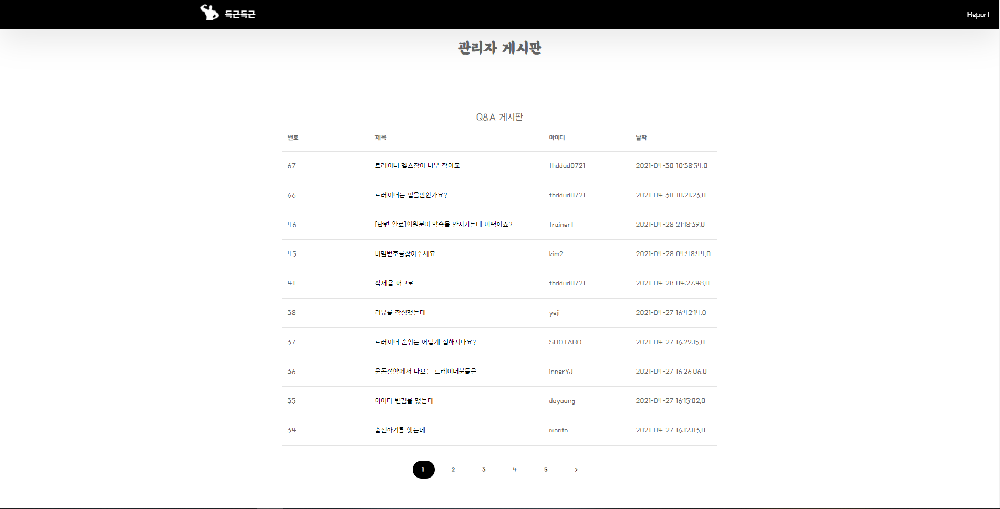 득근득근
Report
관리자 게시판
Q&A 게시판
번호 제목 아이디 날짜
67 트레이너 헬스장이 너무 작아요 thddud0721 2021-04-30 10:38:54.0
66 트레이너는 믿을만한가요? thddud0721 2021-04-30 10:21:23.0
46 [답변 완료]회원분이 약속을 안지키는데 어떡하죠? trainer1 2021-04-28 21:18:39.0
45 비밀번호를찾아주세요 kim2 2021-04-28 04:48:44.0
41 삭제용 어그로 thddud0721 2021-04-28 04:27:48.0
38 리뷰를 작성했는데 yeji 2021-04-27 16:42:14.0
37 트레이너 순위는 어떻게 정해지나요? SHOTARO 2021-04-27 16:29:15.0
36 운동성향에서 나오는 트레이너분들은 innerYJ 2021-04-27 16:26:06.0
35 아이디 변경을 했는데 doyoung 2021-04-27 16:15:02.0
34 충전하기를 했는데 mento 2021-04-27 16:12:03.0
1 2 3 4 5 >